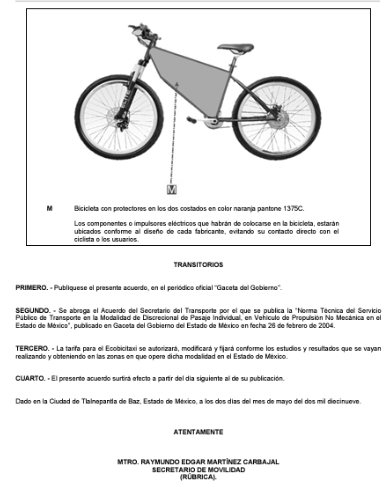 M
M Bicicleta con protectores en los dos costados en color naranja pantone 1375C.
Los componentes o impulsores eléctricos que habrán de colocarse en la bicicleta, estarán
ubicados conforme al diseño de cada fabricante, evitando su contacto directo con el
ciclista o los usuarios.
TRANSITORIOS
PRIMERO. - Publíquese el presente acuerdo, en el periódico oficial "Gaceta del Gobierno".
SEGUNDO. - Se abroga el Acuerdo del Secretario del Transporte por el que se publica la "Norma Técnica del Servicio
Público de Transporte en la Modalidad de Discrecional de Pasaje Individual, en Vehículo de Propulsión No Mecánica en el
Estado de México", publicado en Gaceta del Gobierno del Estado de México en fecha 26 de febrero de 2004.
TERCERO. - La tarifa para el Ecobicitaxi se autorizará, modificará y fijará conforme los estudios y resultados que se vayan
realizando y obteniendo en las zonas en que opere dicha modalidad en el Estado de México.
CUARTO. - El presente acuerdo surtirá efecto a partir del día siguiente al de su publicación.
Dado en la Ciudad de Tlalnepantla de Baz, Estado de México, a los dos días del mes de mayo del dos mil diecinueve.
ATENTAMENTE
MTRO. RAYMUNDO EDGAR MARTÍNEZ CARBAJAL
SECRETARIO DE MOVILIDAD
(RÚBRICA).